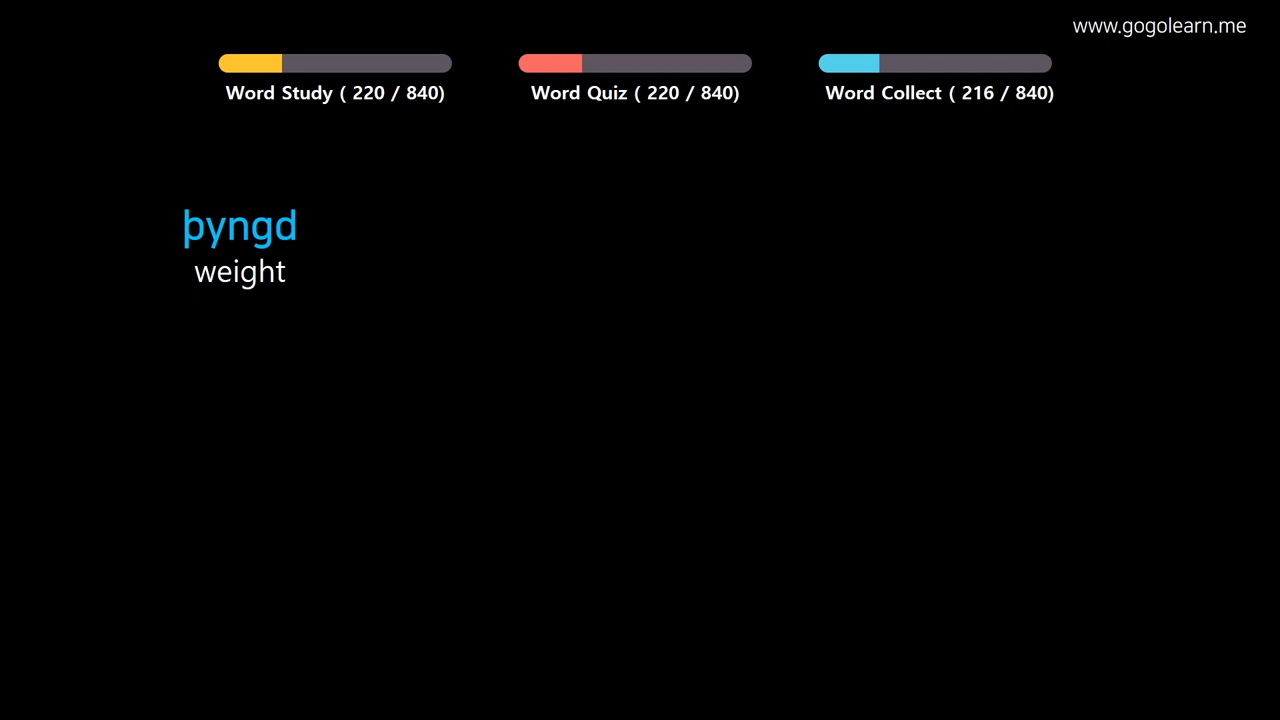 www.gogolearn.me
Word Study ( 220 / 840)
Word Quiz ( 220 / 840)
Word Collect ( 216 / 840)
þyngd
weight